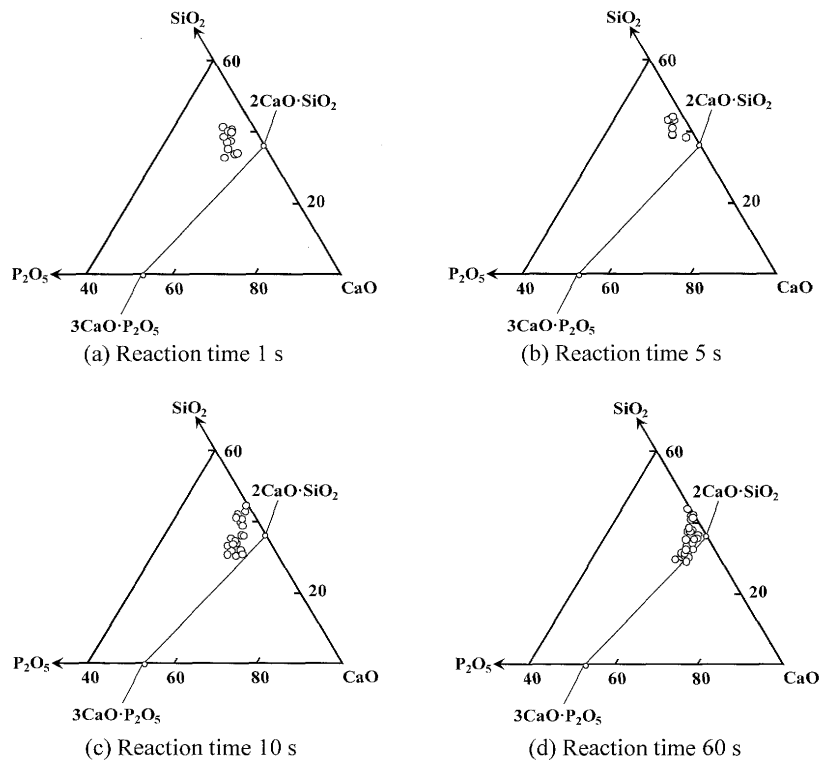 SiO₂
60
2CaO·SiO₂
20
P₂O₅
40
60
80
CaO
3CaO·P₂O₅
(a) Reaction time 1 s
SiO₂
60
2CaO·SiO₂
20
P₂O₅
40
60
80
CaO
3CaO·P₂O₅
(b) Reaction time 5 s
SiO₂
60
2CaO·SiO₂
20
P₂O₅
40
60
80
CaO
3CaO·P₂O₅
(c) Reaction time 10 s
SiO₂
60
2CaO·SiO₂
20
P₂O₅
40
60
80
CaO
3CaO·P₂O₅
(d) Reaction time 60 s